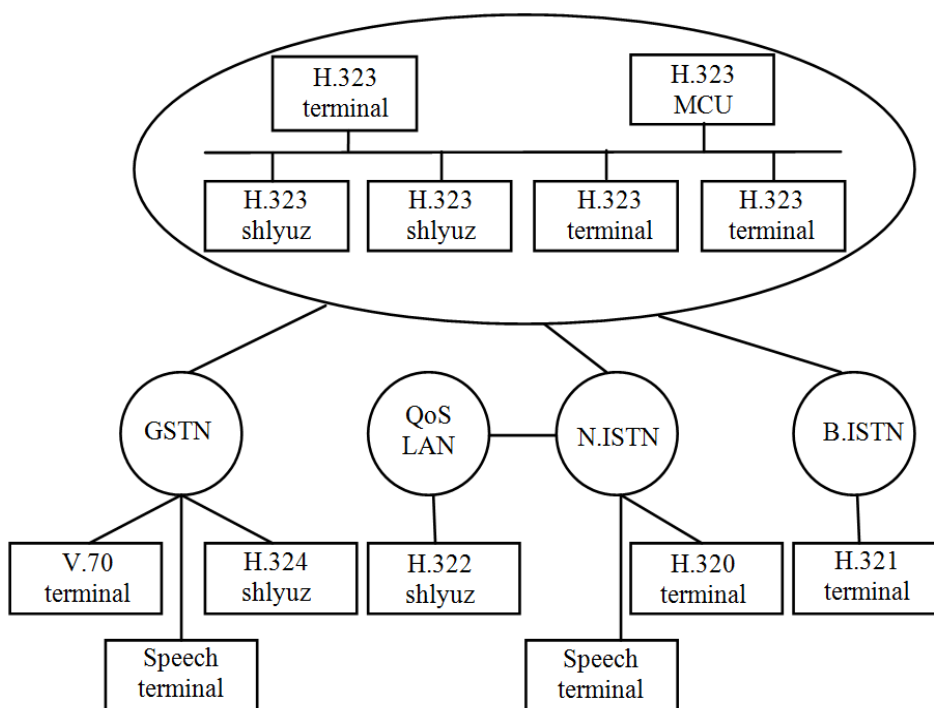 H.323
terminal
H.323
MCU
H.323
shlyuz
H.323
shlyuz
H.323
terminal
H.323
terminal
GSTN
QoS
LAN
N.ISTN
B.ISTN
V.70
terminal
H.324
shlyuz
H.322
shlyuz
H.320
terminal
H.321
terminal
Speech
terminal
Speech
terminal